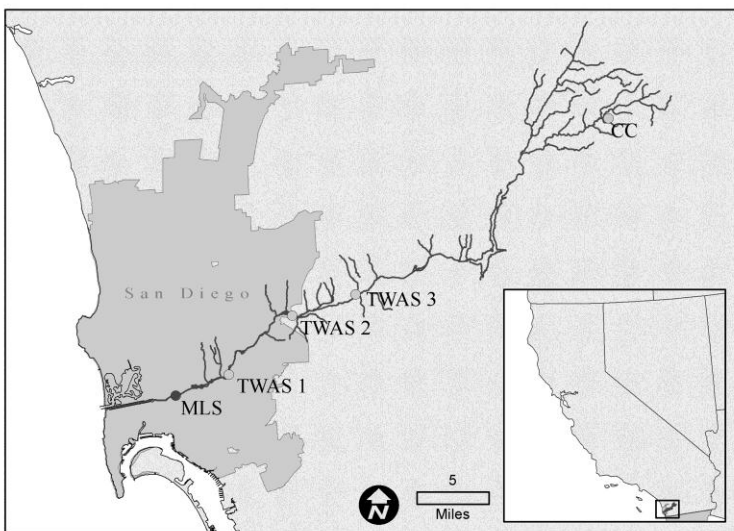 CC
San Diego
TWAS 3
TWAS 2
TWAS 1
MLS
N
5
Miles